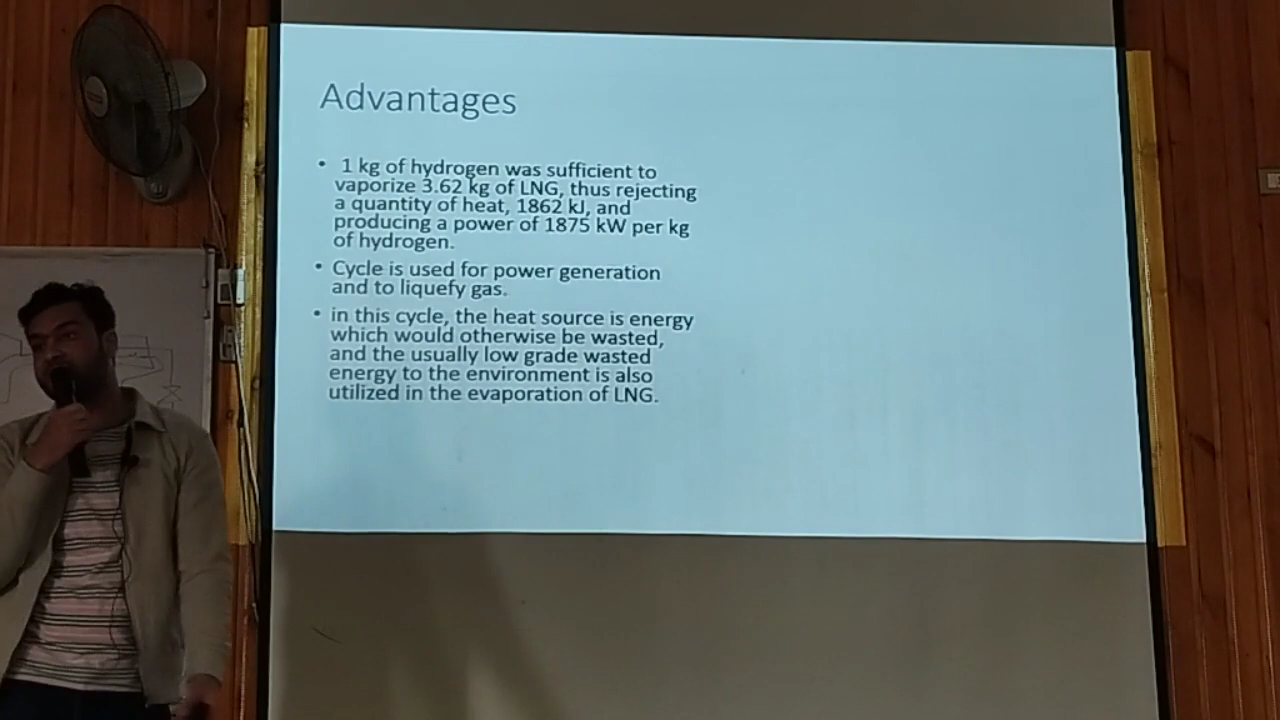 Advantages
• 1 kg of hydrogen was sufficient to
vaporize 3.62 kg of LNG, thus rejecting
a quantity of heat, 1862 kJ, and
producing a power of 1875 kW per kg
of hydrogen.
• Cycle is used for power generation
and to liquefy gas.
• in this cycle, the heat source is energy
which would otherwise be wasted,
and the usually low grade wasted
energy to the environment is also
utilized in the evaporation of LNG.